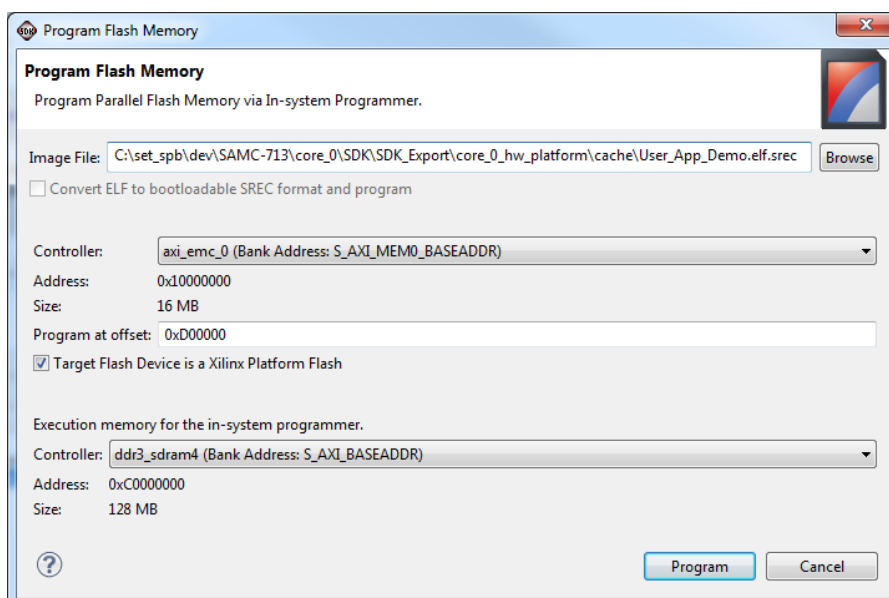 SDK Program Flash Memory
Program Flash Memory
Program Parallel Flash Memory via In-system Programmer.
Image File: C:\set_spb\dev\SAMC-713\core_0\SDK\SDK_Export\core_0_hw_platform\cache\User_App_Demo.elf.srec Browse
Convert ELF to bootloadable SREC format and program
Controller: axi_emc_0 (Bank Address: S_AXI_MEM0_BASEADDR)
Address: 0x10000000
Size: 16 MB
Program at offset: 0xD00000
Target Flash Device is a Xilinx Platform Flash
Execution memory for the in-system programmer.
Controller: ddr3_sdram4 (Bank Address: S_AXI_BASEADDR)
Address: 0xC0000000
Size: 128 MB
? Program Cancel